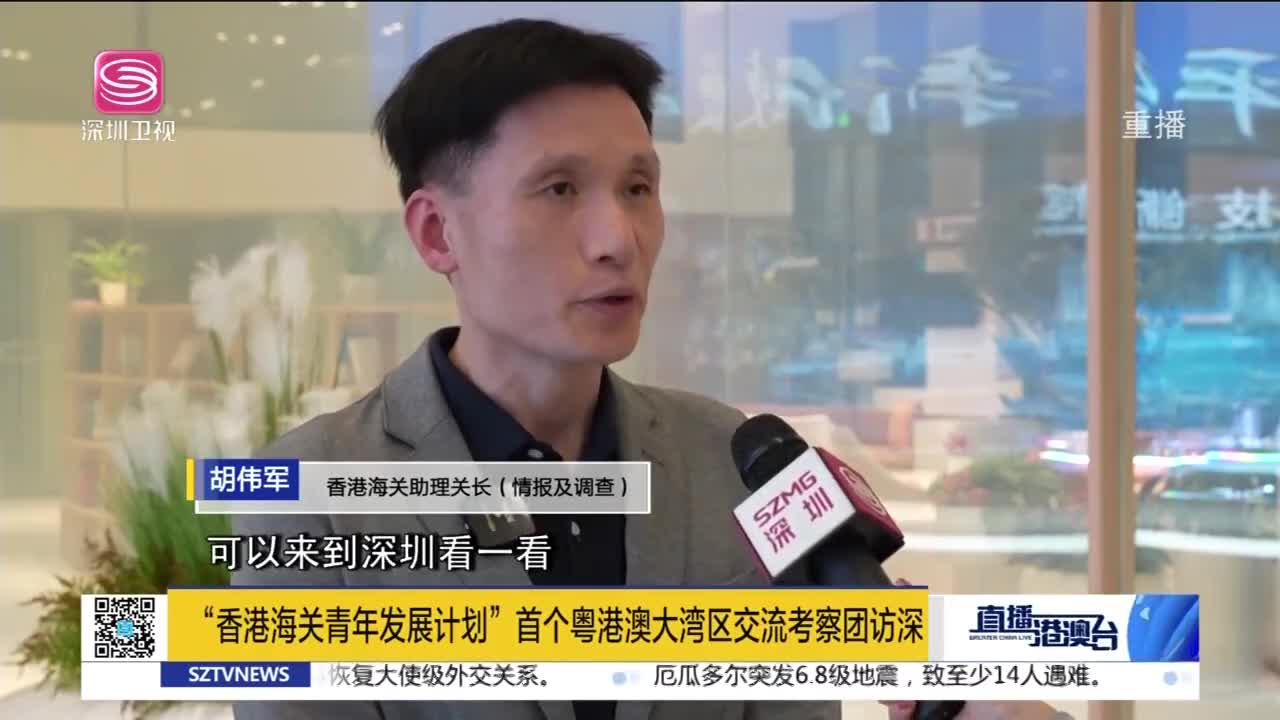 深圳卫视
重播
技
SZMG
深圳
胡伟军
香港海关助理关长（情报及调查）
可以来到深圳看一看
“香港海关青年发展计划”首个粤港澳大湾区交流考察团访深
直播港澳台
GREATER CHINA LIVE
SZTVNEWS
恢复大使级外交关系。
厄瓜多尔突发6.8级地震，致至少14人遇难。